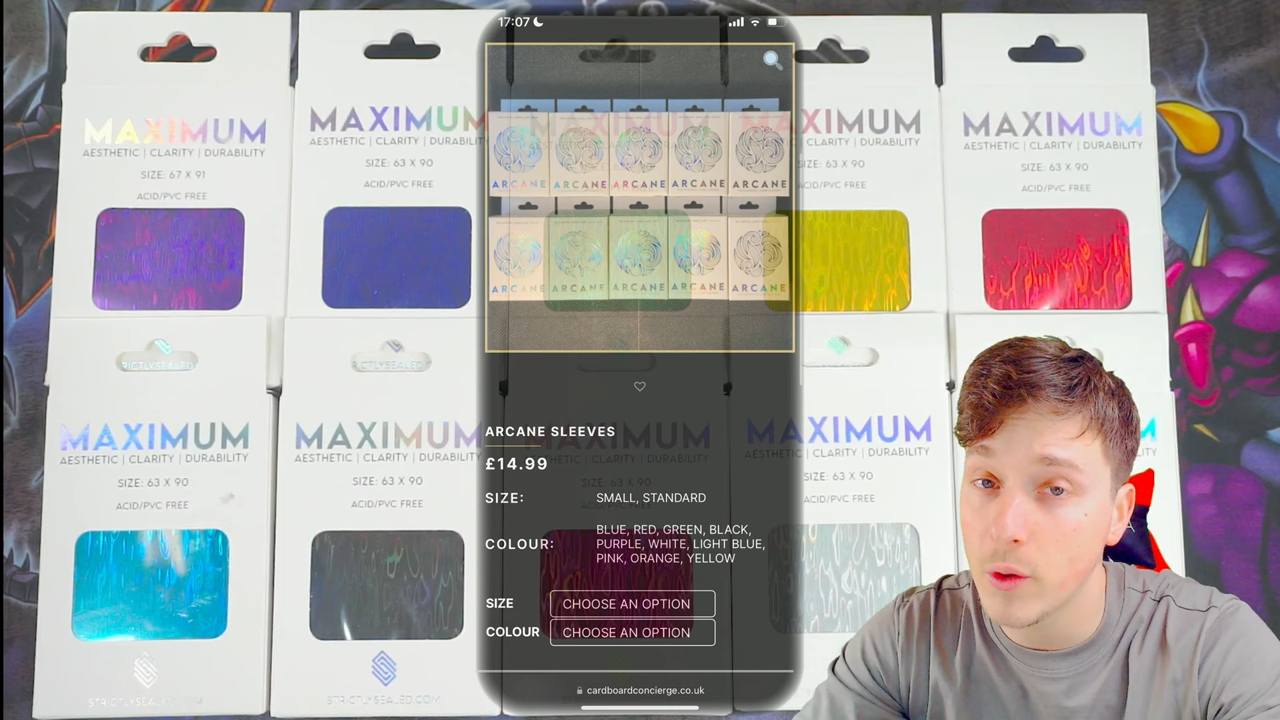 17:07
MAXIMUM
AESTHETIC | CLARITY | DURABILITY
SIZE: 67 X 91
ACID/PVC FREE
MAXIMUM
AESTHETIC | CLARITY | DURABILITY
SIZE: 63 X 90
ACID/PVC FREE
ARCANE
ARCANE
ARCANE
ARCANE
ARCANE
ARCANE
ARCANE
ARCANE
ARCANE
ARCANE
MAXIMUM
DURABILITY
SIZE: 63 X 90
ACID/PVC FREE
MAXIMUM
AESTHETIC | CLARITY | DURABILITY
SIZE: 63 X 90
ACID/PVC FREE
MAXIMUM
AESTHETIC | CLARITY | DURABILITY
SIZE: 63 X 90
ACID/PVC FREE
STRICTLYSEALED.COM
MAXIMUM
AESTHETIC | CLARITY | DURABILITY
SIZE: 63 X 90
ACID/PVC FREE
STRICTLYSEALED.COM
ARCANE SLEEVES
£14.99
SIZE: SMALL, STANDARD
COLOUR: BLUE, RED, GREEN, BLACK,
PURPLE, WHITE, LIGHT BLUE,
PINK, ORANGE, YELLOW
SIZE CHOOSE AN OPTION
COLOUR CHOOSE AN OPTION
cardboardconcierge.co.uk
MAXIMUM
AESTHETIC | CLARITY | DURABILITY
SIZE: 63 X 90
ACID/PVC FREE